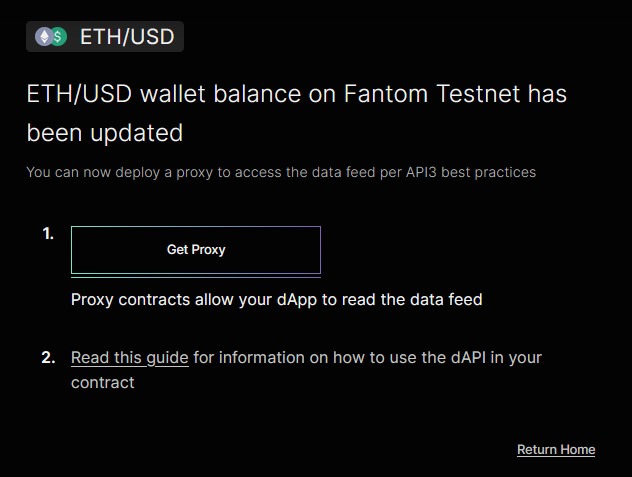 ETH/USD
ETH/USD wallet balance on Fantom Testnet has
been updated
You can now deploy a proxy to access the data feed per API3 best practices
1.
Get Proxy
Proxy contracts allow your dApp to read the data feed
2. Read this guide for information on how to use the dAPI in your
contract
Return Home